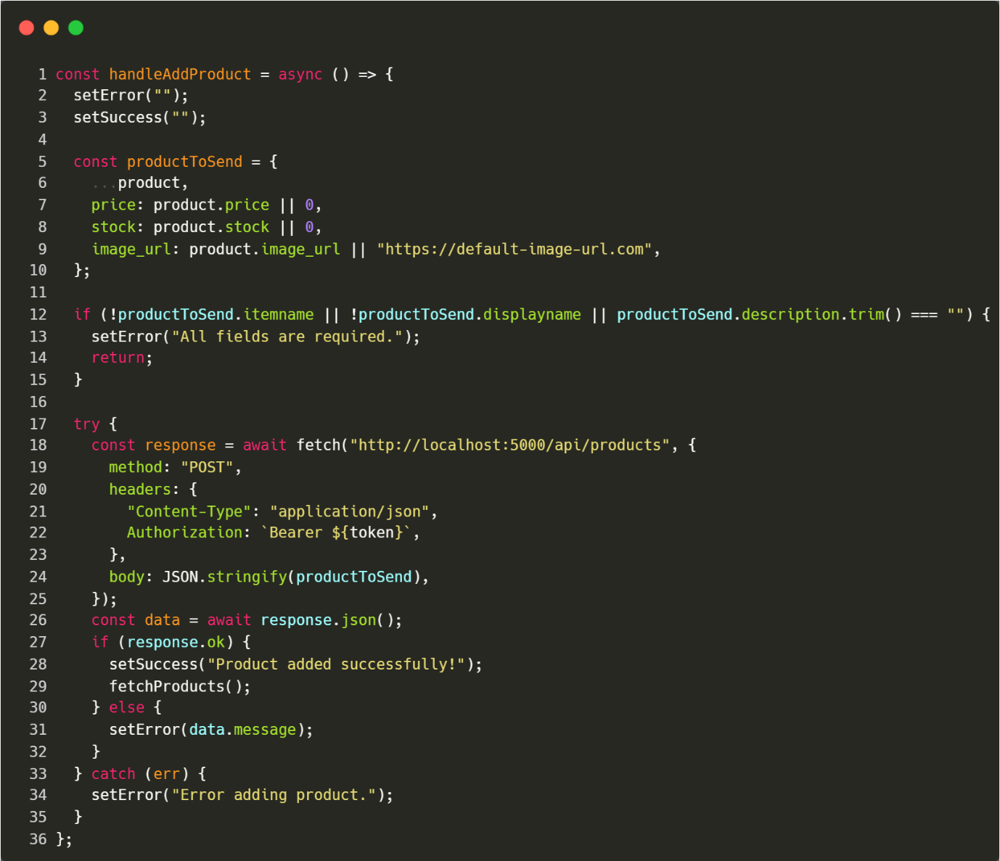 1 const handleAddProduct = async () => {
2   setError("");
3   setSuccess("");
4
5   const productToSend = {
6     ...product,
7     price: product.price || 0,
8     stock: product.stock || 0,
9     image_url: product.image_url || "https://default-image-url.com",
10   };
11
12   if (!productToSend.itemname || !productToSend.displayname || productToSend.description.trim() === "") {
13     setError("All fields are required.");
14     return;
15   }
16
17   try {
18     const response = await fetch("http://localhost:5000/api/products", {
19       method: "POST",
20       headers: {
21         "Content-Type": "application/json",
22         Authorization: `Bearer ${token}`,
23       },
24       body: JSON.stringify(productToSend),
25     });
26     const data = await response.json();
27     if (response.ok) {
28       setSuccess("Product added successfully!");
29       fetchProducts();
30     } else {
31       setError(data.message);
32     }
33   } catch (err) {
34     setError("Error adding product.");
35   }
36 };